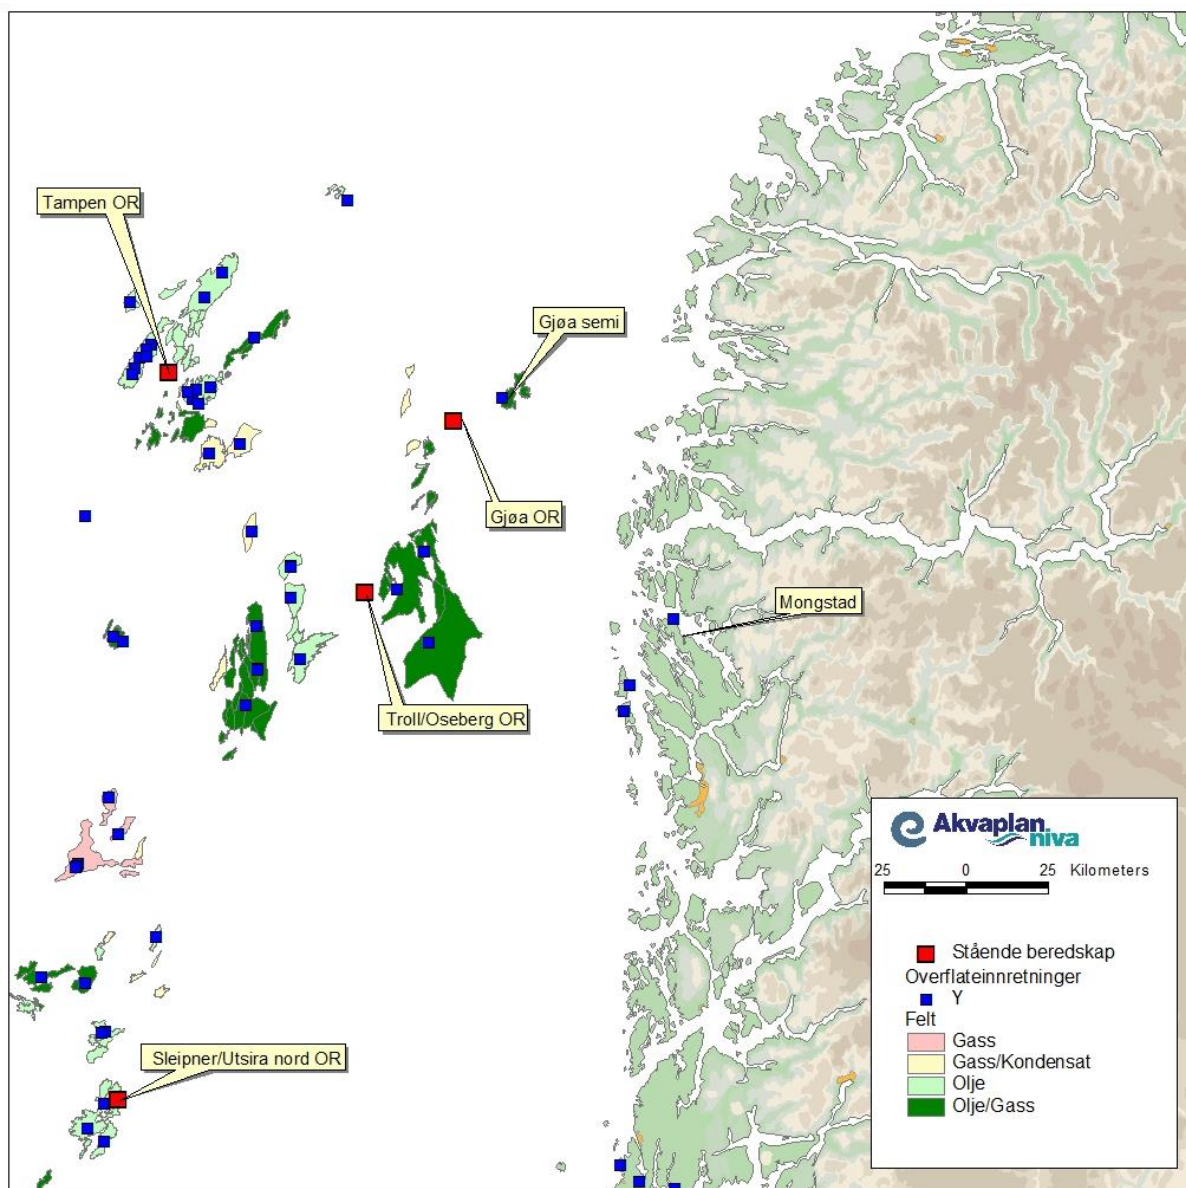 Tampen OR
Gjøa semi
Gjøa OR
Mongstad
Troll/Oseberg OR
Sleipner/Utsira nord OR
Akvaplan
niva
25 0 25 Kilometers
Stående beredskap
Overflateinnretninger
Y
Felt
Gass
Gass/Kondensat
Olje
Olje/Gass